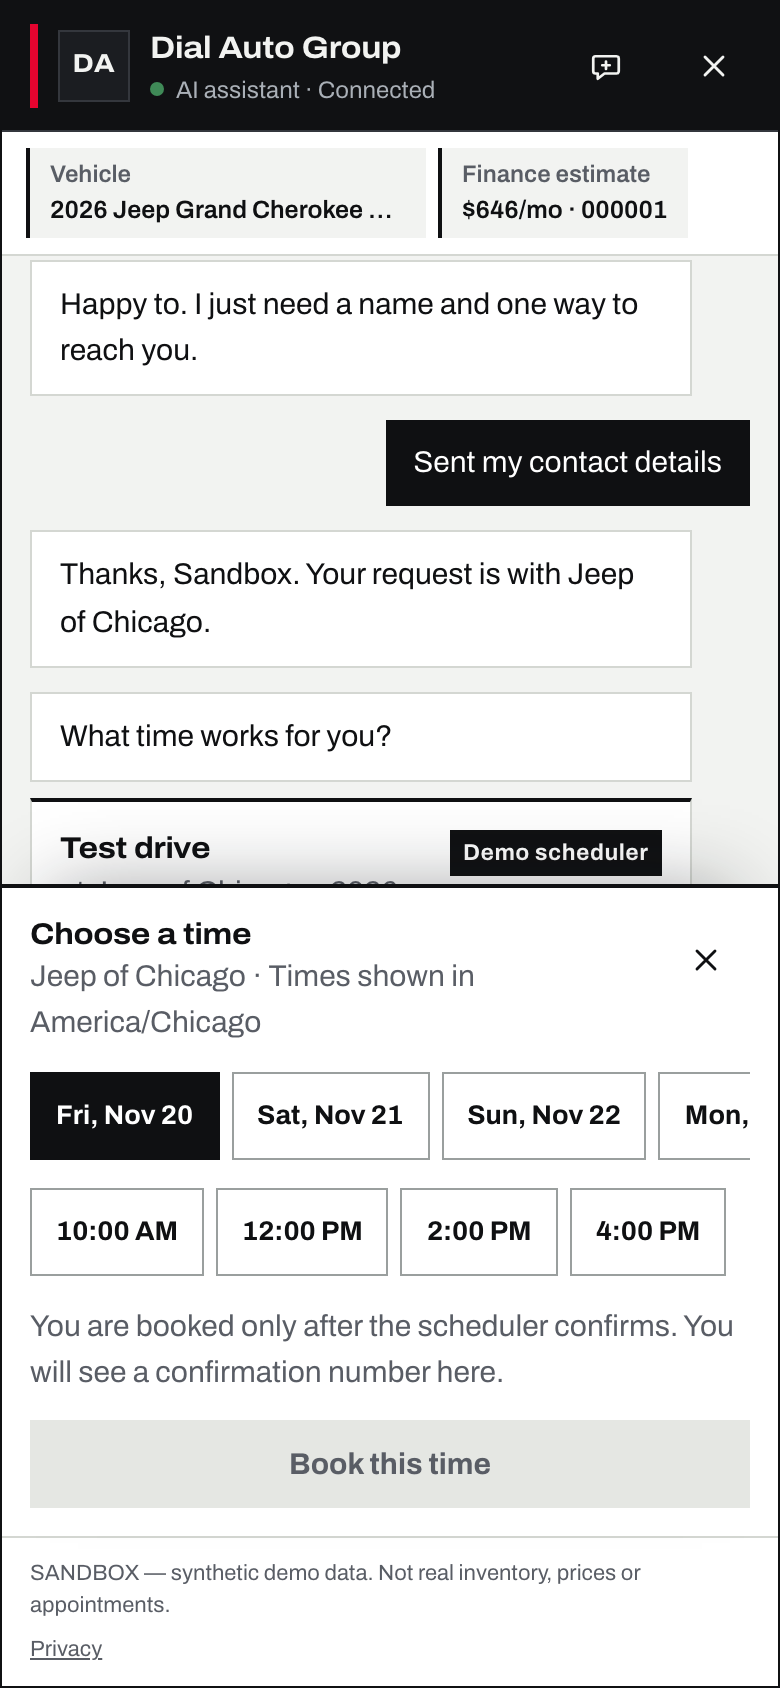 DA
Dial Auto Group
AI assistant · Connected
Vehicle
2026 Jeep Grand Cherokee ...
Finance estimate
$646/mo · 000001
Happy to. I just need a name and one way to
reach you.
Sent my contact details
Thanks, Sandbox. Your request is with Jeep
of Chicago.
What time works for you?
Test drive
Demo scheduler
Choose a time
Jeep of Chicago · Times shown in
America/Chicago
Fri, Nov 20
Sat, Nov 21
Sun, Nov 22
Mon,
10:00 AM
12:00 PM
2:00 PM
4:00 PM
You are booked only after the scheduler confirms. You
will see a confirmation number here.
Book this time
SANDBOX — synthetic demo data. Not real inventory, prices or
appointments.
Privacy